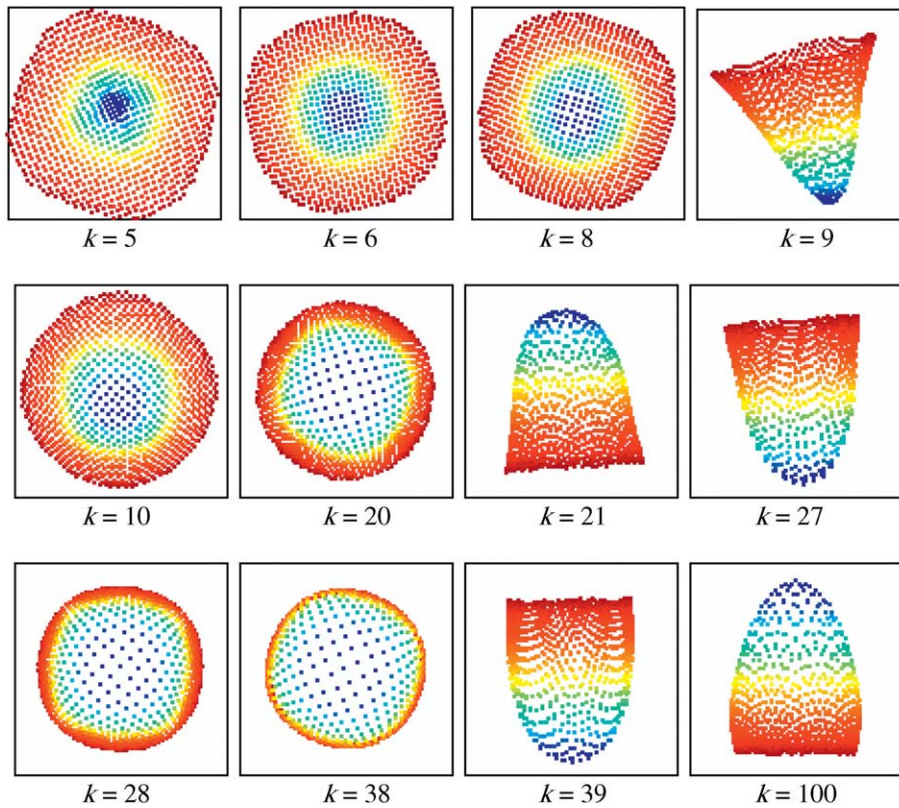 k = 5 k = 6 k = 8 k = 9
k = 10 k = 20 k = 21 k = 27
k = 28 k = 38 k = 39 k = 100